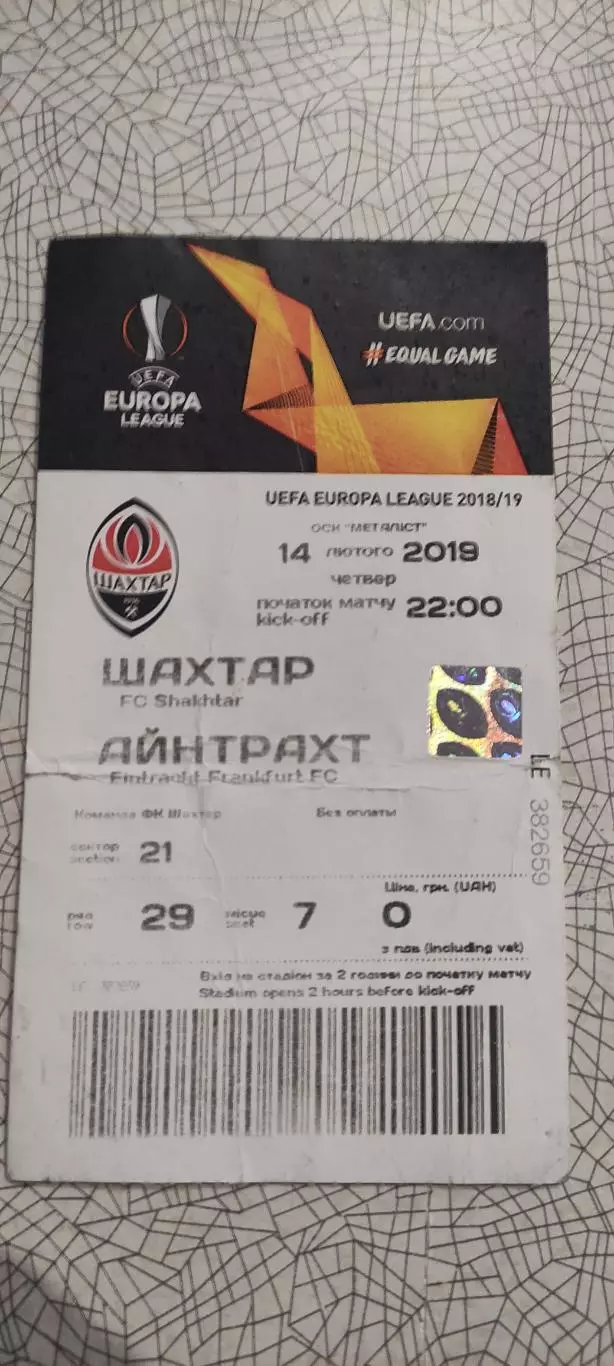 UEFA.com
#EQUALGAME
UEFA
EUROPA
LEAGUE
UEFA EUROPA LEAGUE 2018/19
ОСК "МЕТАЛІСТ"
14 лютого 2019
четвер
початок матчу 22:00
kick-off
ШАХТАР
1936
ШАХТАР
FC Shakhtar
АЙНТРАХТ
Eintracht Frankfurt FC
LE 382659
Команда ФК Шахтар Без оплати
сектор 21
section
Ціна, грн. (UAH)
ряд 29 місце 7 0
row seat
з пдв (including vat)
Вхід на стадіон за 2 години до початку матчу
Stadium opens 2 hours before kick-off